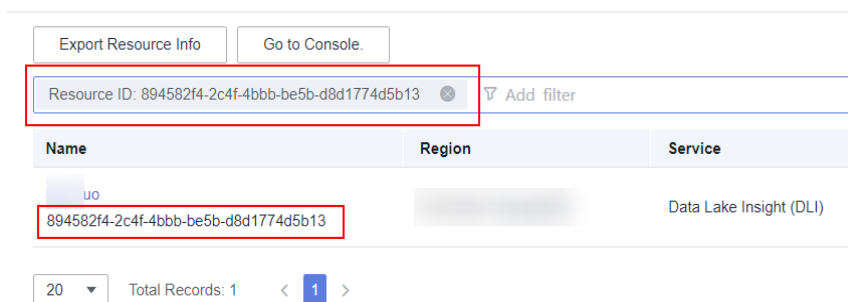 Export Resource Info Go to Console.
Resource ID: 894582f4-2c4f-4bbb-be5b-d8d1774d5b13 Add filter
Name Region Service
uo
894582f4-2c4f-4bbb-be5b-d8d1774d5b13 Data Lake Insight (DLI)
20 Total Records: 1 < 1 >